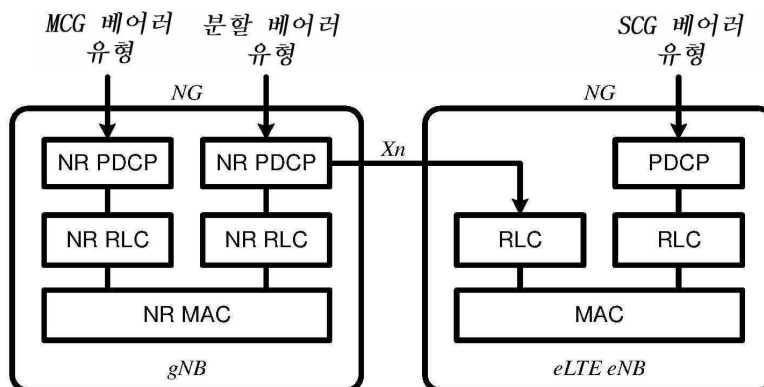 MCG 베어러
유형
분할 베어러
유형
SCG 베어러
유형
NG
NG
NR PDCP
NR PDCP
Xn
PDCP
NR RLC
NR RLC
RLC
RLC
NR MAC
MAC
gNB
eLTE eNB